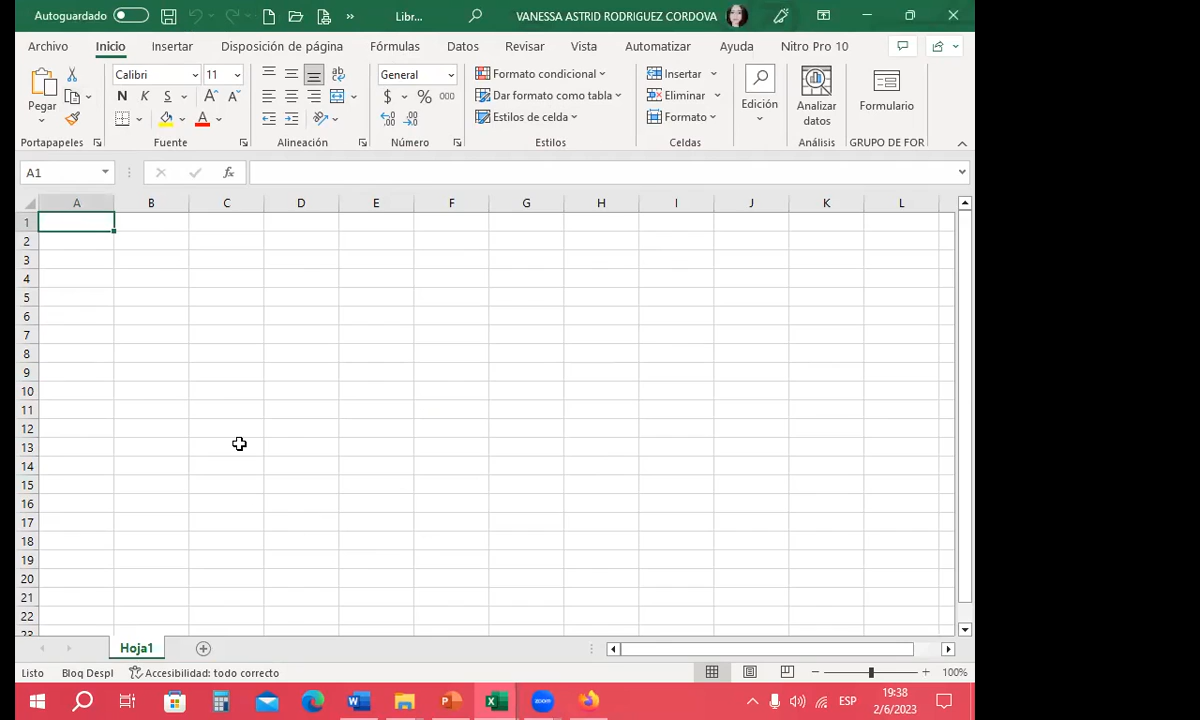 Autoguardado Libr... VANESSA ASTRID RODRIGUEZ CORDOVA
Archivo Inicio Insertar Disposición de página Fórmulas Datos Revisar Vista Automatizar Ayuda Nitro Pro 10
Pegar Calibri 11 ab General Formato condicional Insertar Edición Analizar datos Formulario
N K S A A $ % 000 Dar formato como tabla Eliminar
A Estilos de celda Formato
Portapapeles Fuente Alineación Número Estilos Celdas Análisis GRUPO DE FOR
A1 fx
A B C D E F G H I J K L
1
2
3
4
5
6
7
8
9
10
11
12
13
14
15
16
17
18
19
20
21
22
23
Hoja1
Listo Bloq Despl Accesibilidad: todo correcto 100%
zoom ESP 19:38
2/6/2023